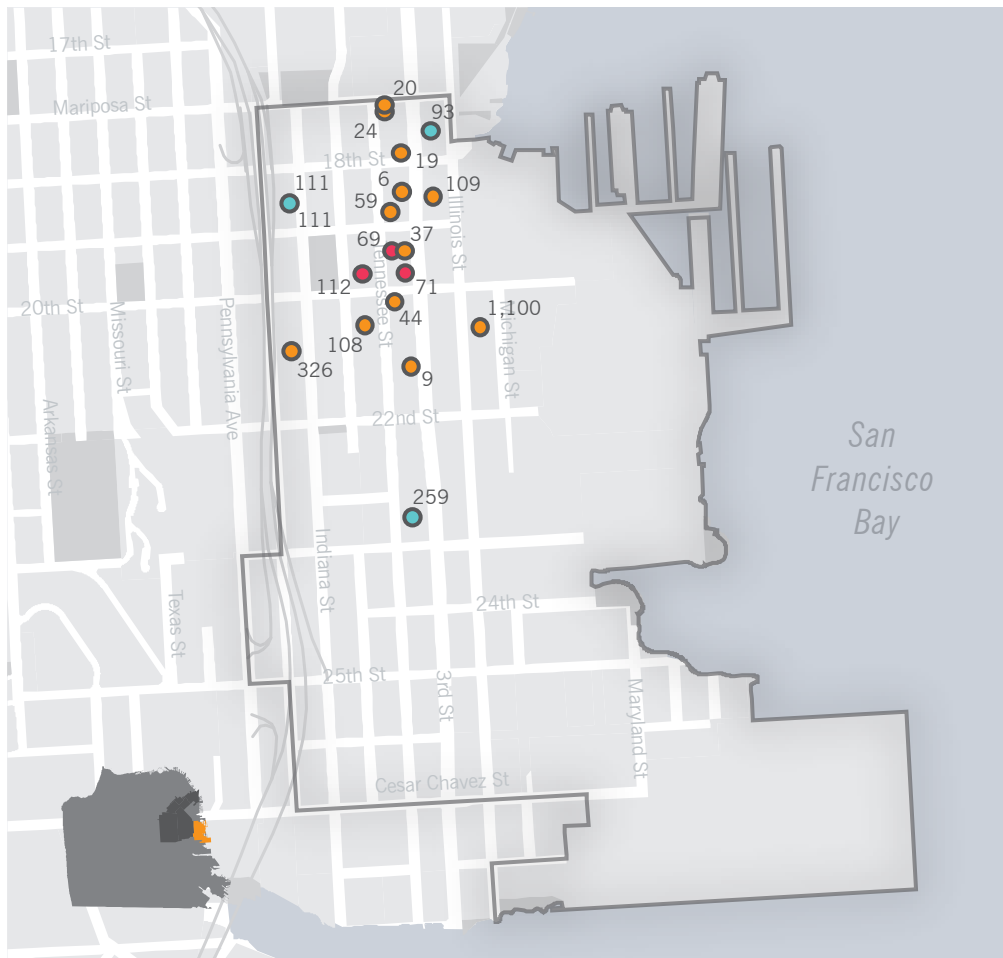 17th St
20
Mariposa St
93
24
18th St
19
6
109
111
59
111
Illinois St
69
37
Tennessee St
112
71
20th St
1,100
44
Missouri St
Pennsylvania Ave
Michigan St
108
326
9
Arkansas St
22nd St
San
Francisco
Bay
259
Indiana St
24th St
Texas St
25th St
3rd St
Maryland St
Cesar Chavez St